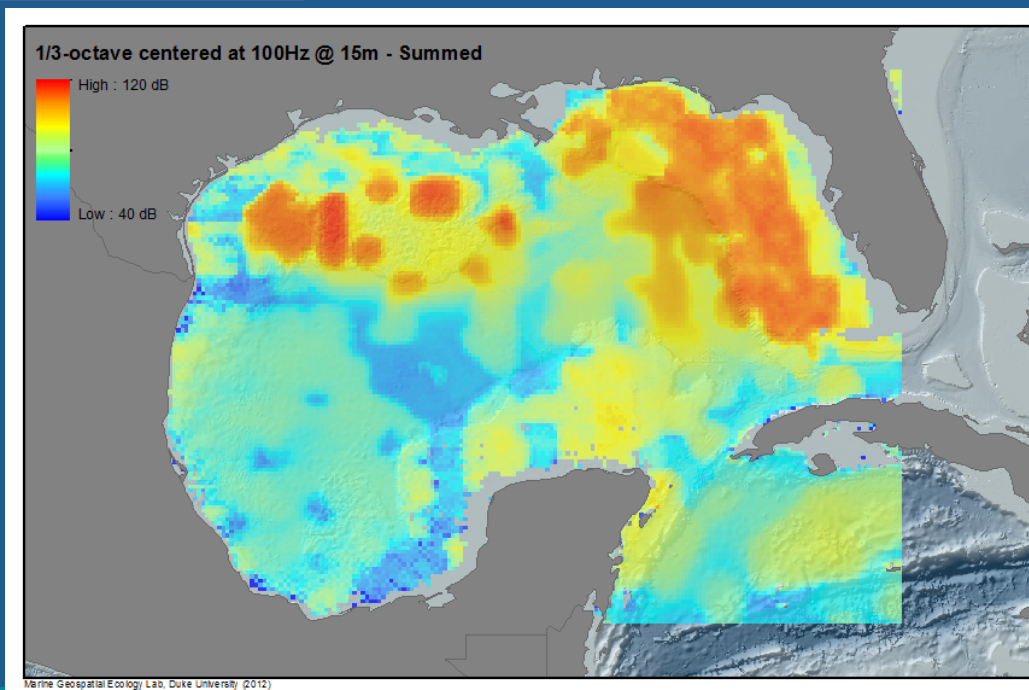 1/3-octave centered at 100Hz @ 15m - Summed
High : 120 dB
Low : 40 dB
Marine Geospatial Ecology Lab, Duke University (2012)